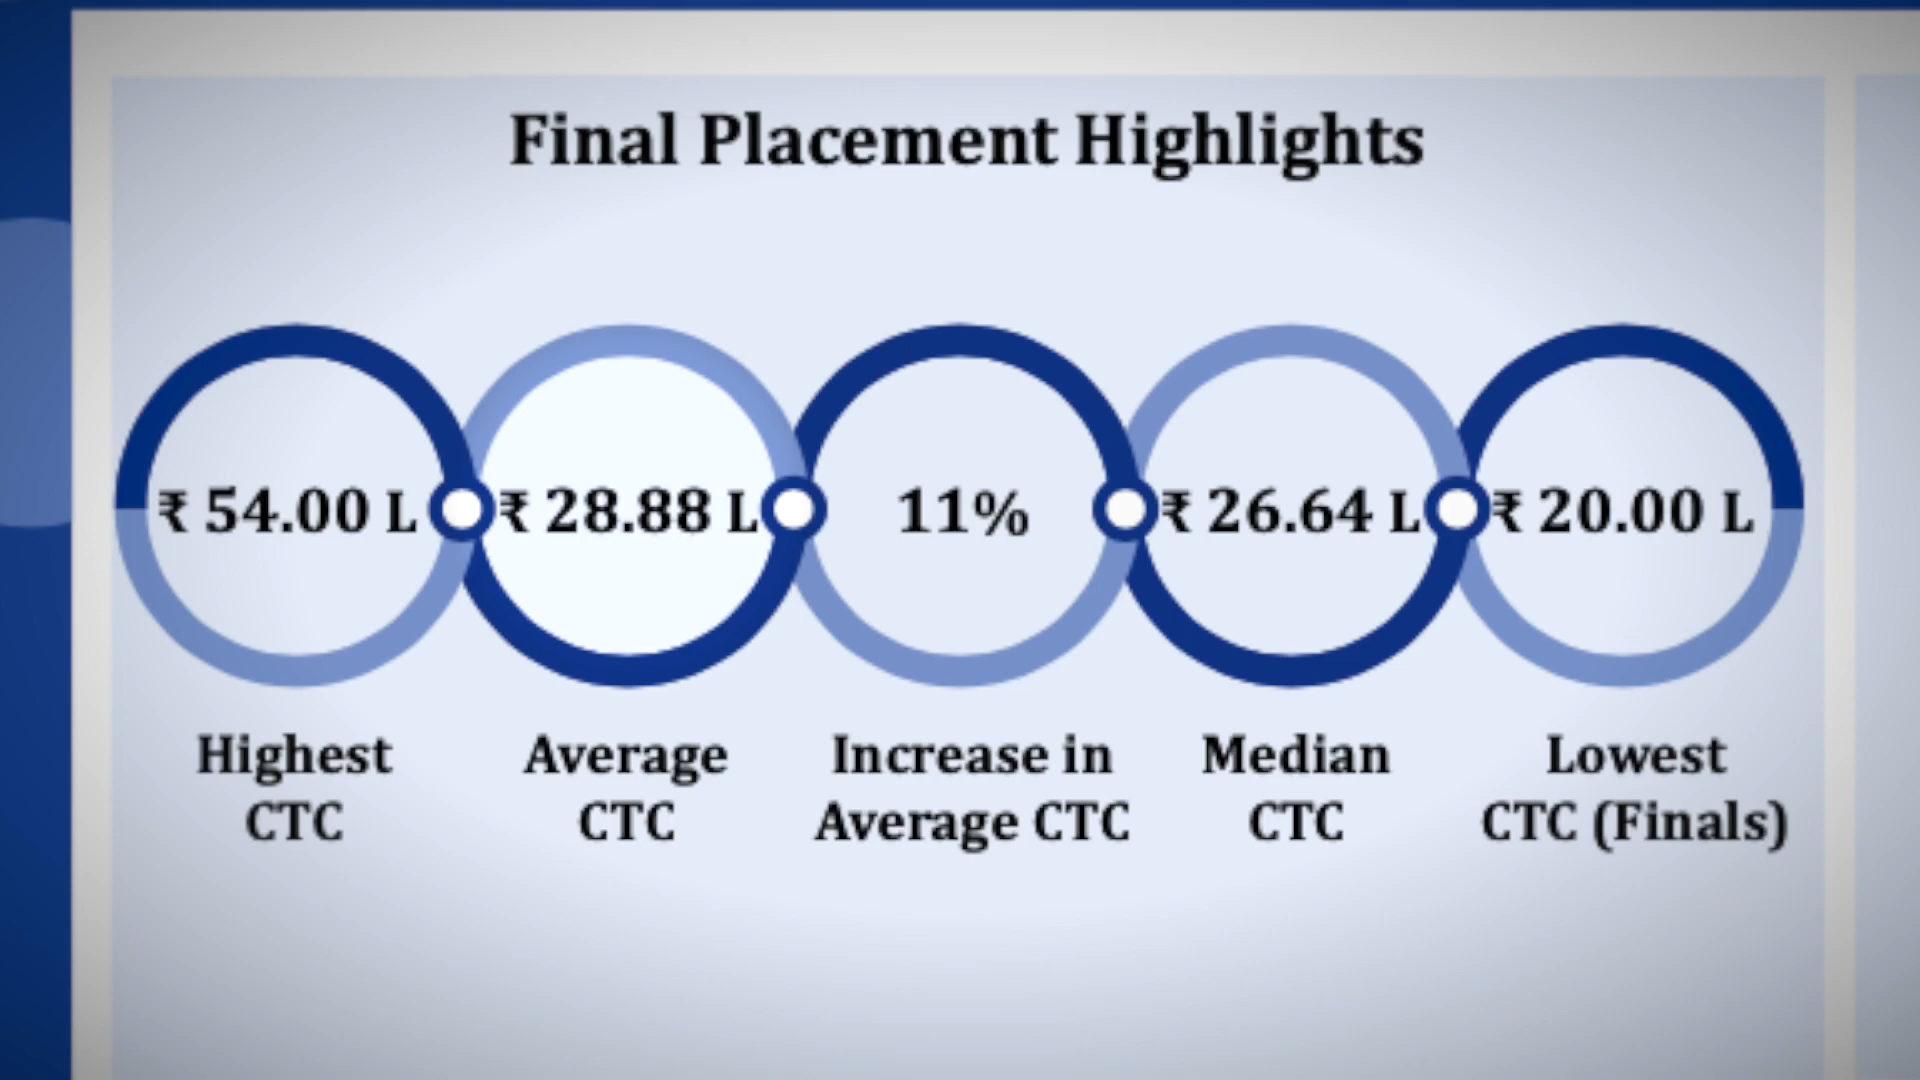 Final Placement Highlights
₹ 54.00 L
₹ 28.88 L
11%
₹ 26.64 L
₹ 20.00 L
Highest
CTC
Average
CTC
Increase in
Average CTC
Median
CTC
Lowest
CTC (Finals)